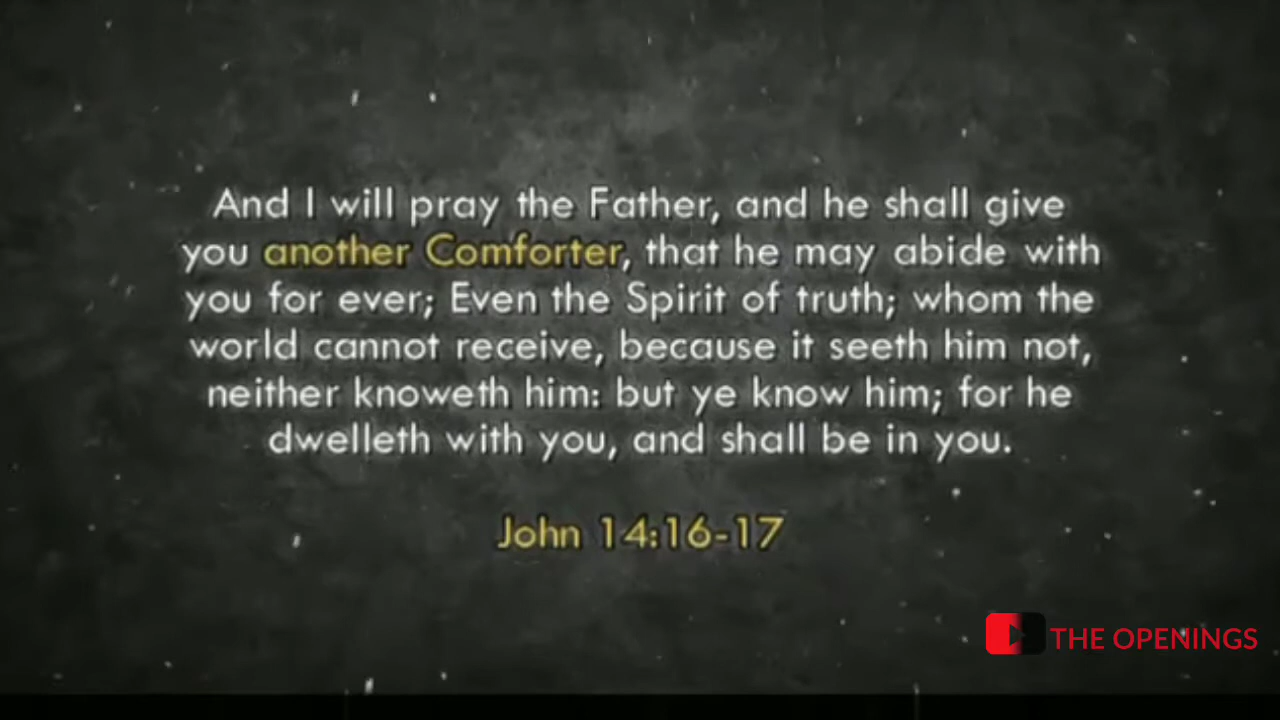 And I will pray the Father, and he shall give
you another Comforter, that he may abide with
you for ever; Even the Spirit of truth; whom the
world cannot receive, because it seeth him not,
neither knoweth him: but ye know him; for he
dwelleth with you, and shall be in you.
John 14:16-17
THE OPENINGS